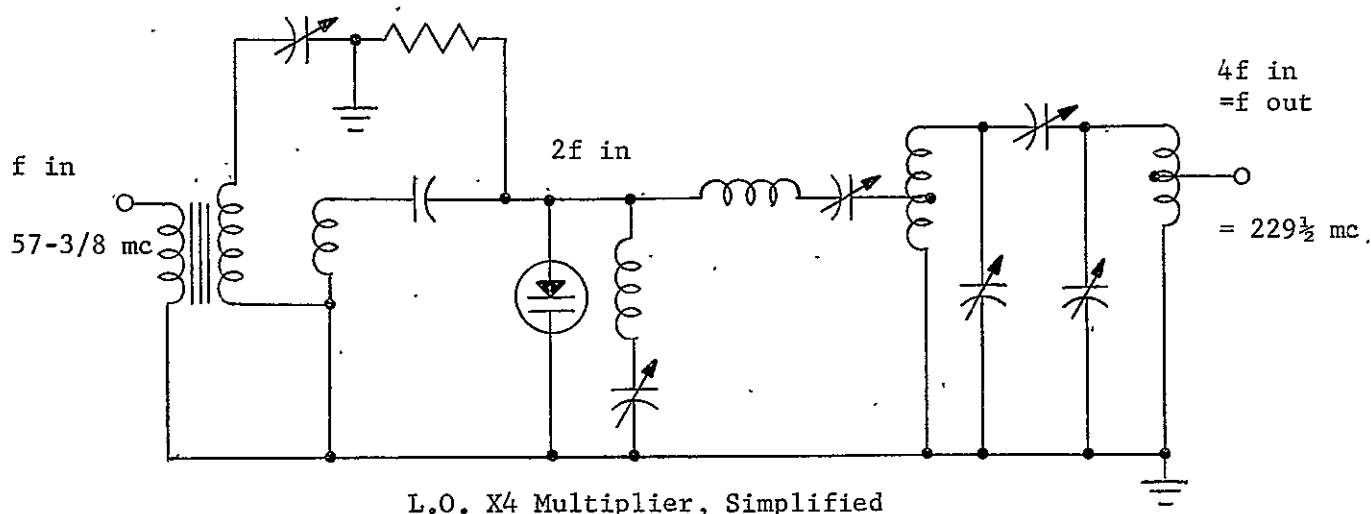 4f in
=f out
f in
2f in
57-3/8 mc
= 229½ mc
L.O. X4 Multiplier, Simplified